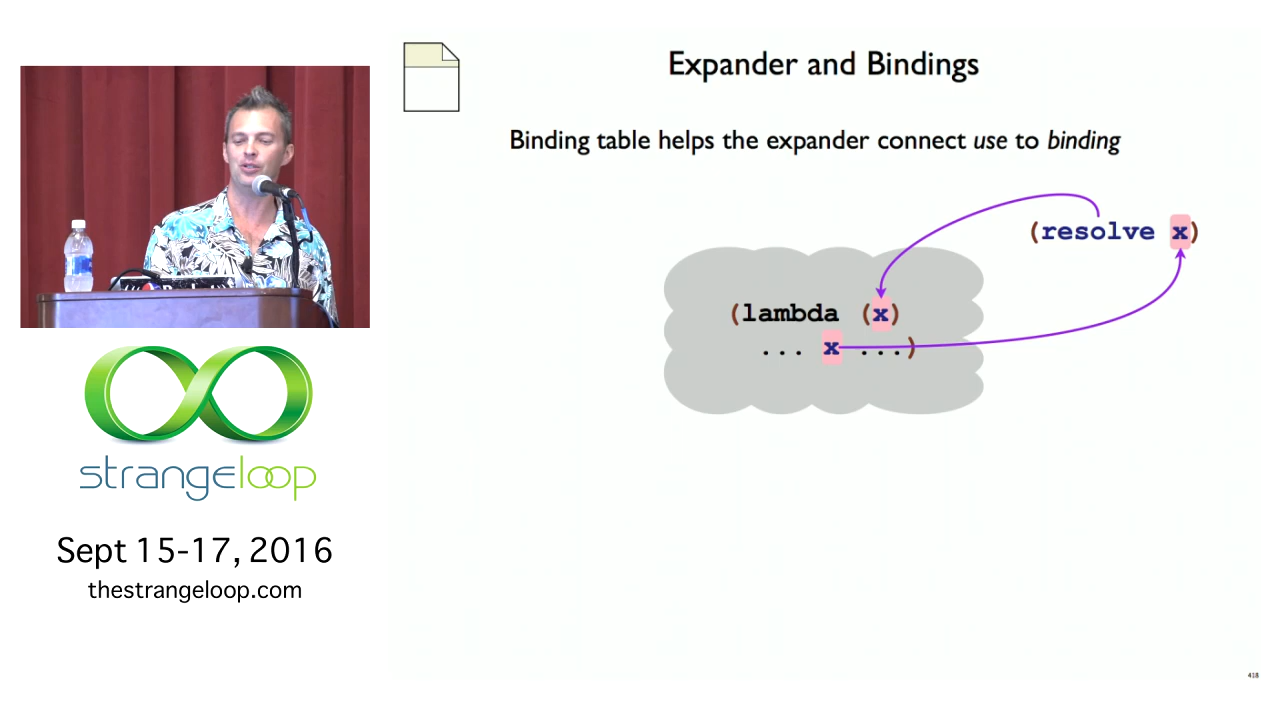 Expander and Bindings
Binding table helps the expander connect use to binding
(resolve x)
(lambda (x)
... x ...)
strangeloop
Sept 15-17, 2016
thestrangeloop.com
418